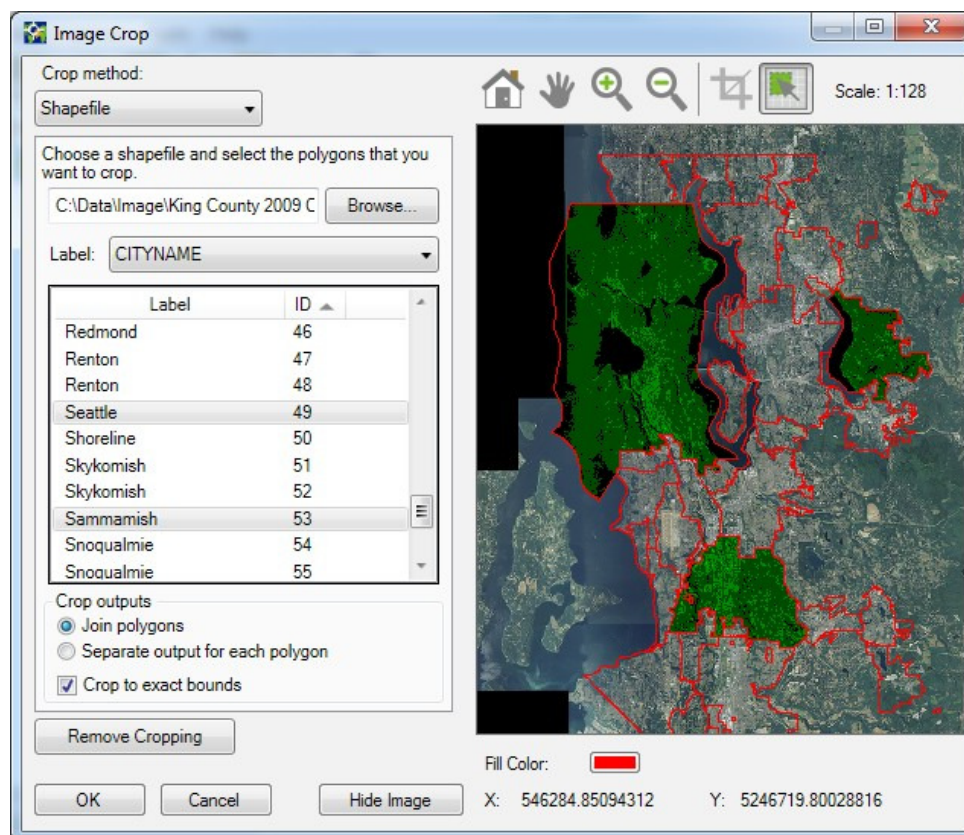 Image Crop
Crop method:
Shapefile
Scale: 1:128
Choose a shapefile and select the polygons that you
want to crop.
C:\Data\Image\King County 2009 C
Browse...
Label: CITYNAME
Label ID
Redmond 46
Renton 47
Renton 48
Seattle 49
Shoreline 50
Skykomish 51
Skykomish 52
Sammamish 53
Snoqualmie 54
Snoqualmie 55
Crop outputs
Join polygons
Separate output for each polygon
Crop to exact bounds
Remove Cropping
Fill Color:
OK Cancel Hide Image
X: 546284.85094312 Y: 5246719.80028816